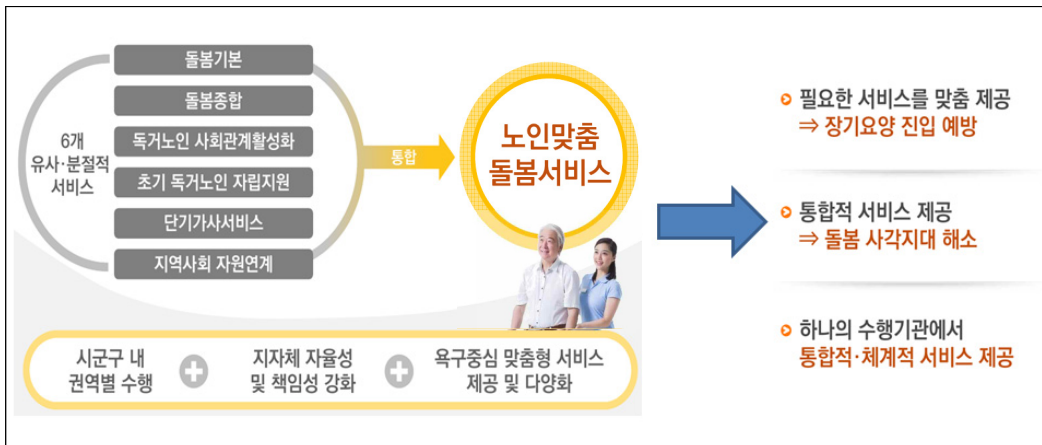 6개
유사·분절적
서비스
돌봄기본
돌봄종합
독거노인 사회관계활성화
초기 독거노인 자립지원
단기가사서비스
지역사회 자원연계
통합
노인맞춤
돌봄서비스
시군구 내
권역별 수행
지자체 자율성
및 책임성 강화
욕구중심 맞춤형 서비스
제공 및 다양화
필요한 서비스를 맞춤 제공
⇒ 장기요양 진입 예방
통합적 서비스 제공
⇒ 돌봄 사각지대 해소
하나의 수행기관에서
통합적·체계적 서비스 제공